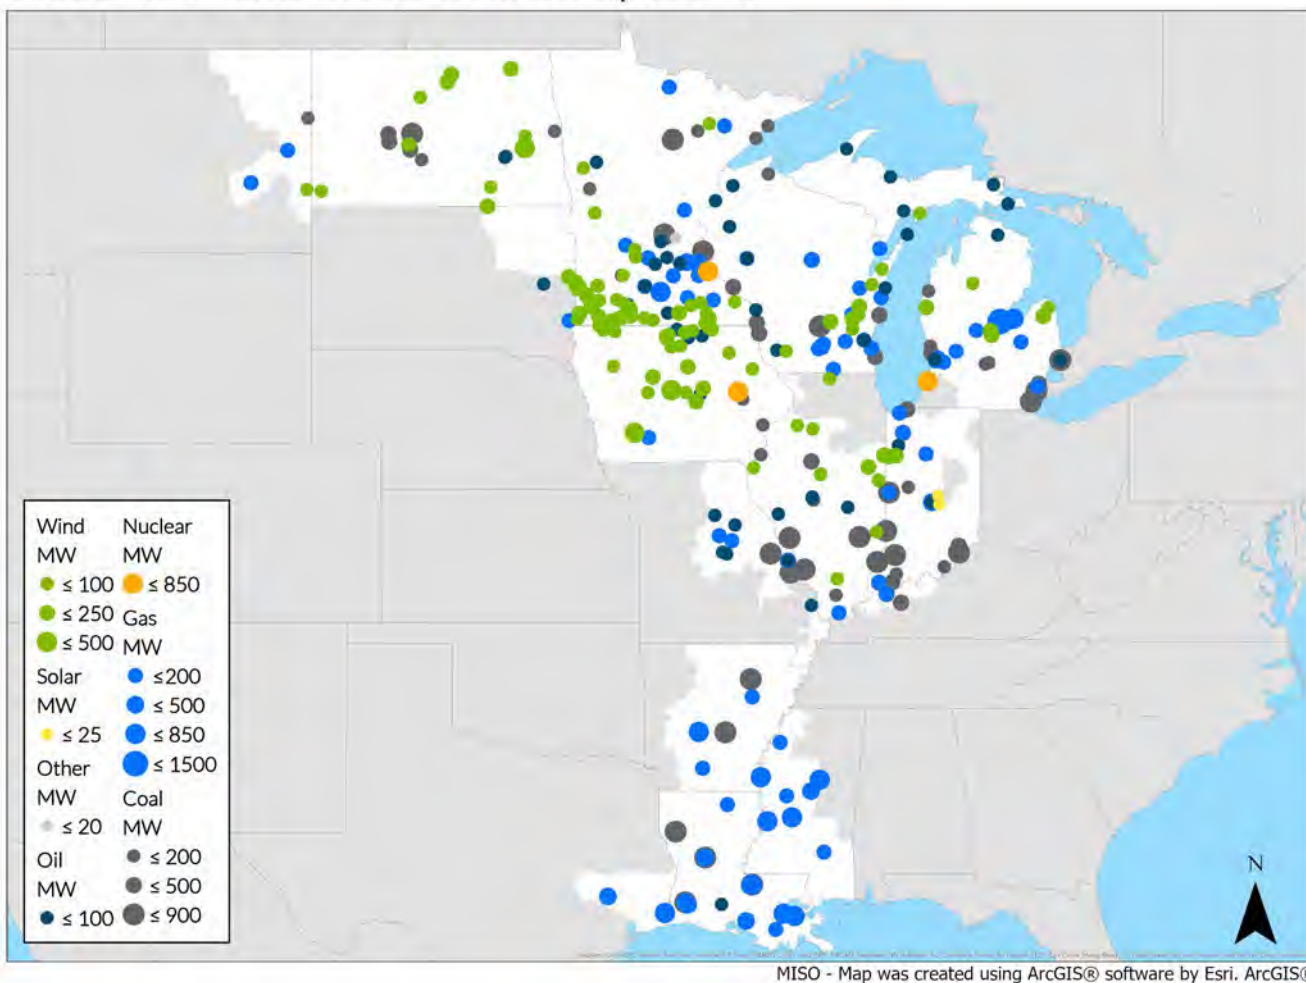 Wind
MW
≤ 100
≤ 250
≤ 500
Solar
MW
≤ 25
Other
MW
≤ 20
Oil
MW
≤ 100
Nuclear
MW
≤ 850
Gas
MW
≤200
≤ 500
≤ 850
≤ 1500
Coal
MW
≤ 200
≤ 500
≤ 900
N
MISO - Map was created using ArcGIS® software by Esri. ArcGIS®